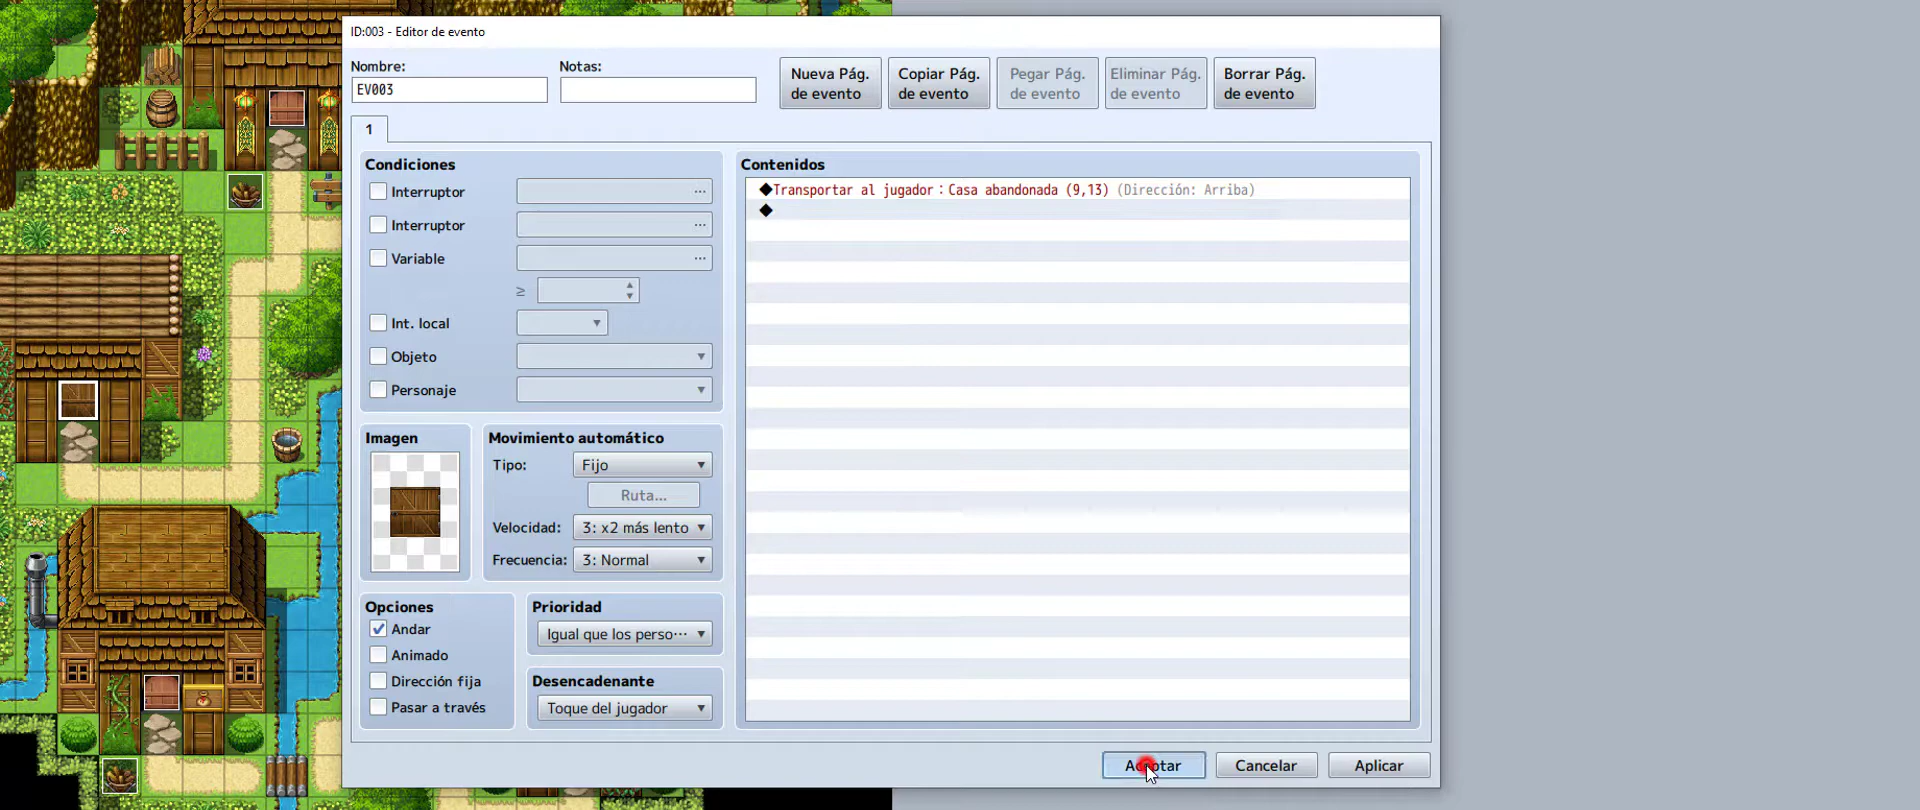 ID:003 - Editor de evento
Nombre:
EV003
Notas:
Nueva Pág. de evento
Copiar Pág. de evento
Pegar Pág. de evento
Eliminar Pág. de evento
Borrar Pág. de evento
1
Condiciones
Interruptor ...
Interruptor ...
Variable ...
≥
Int. local
Objeto
Personaje
Imagen
Movimiento automático
Tipo: Fijo
Ruta...
Velocidad: 3: x2 más lento
Frecuencia: 3: Normal
Opciones
Andar
Animado
Dirección fija
Pasar a través
Prioridad
Igual que los perso...
Desencadenante
Toque del jugador
Contenidos
◆Transportar al jugador：Casa abandonada (9,13) (Dirección: Arriba)
◆
Aceptar
Cancelar
Aplicar